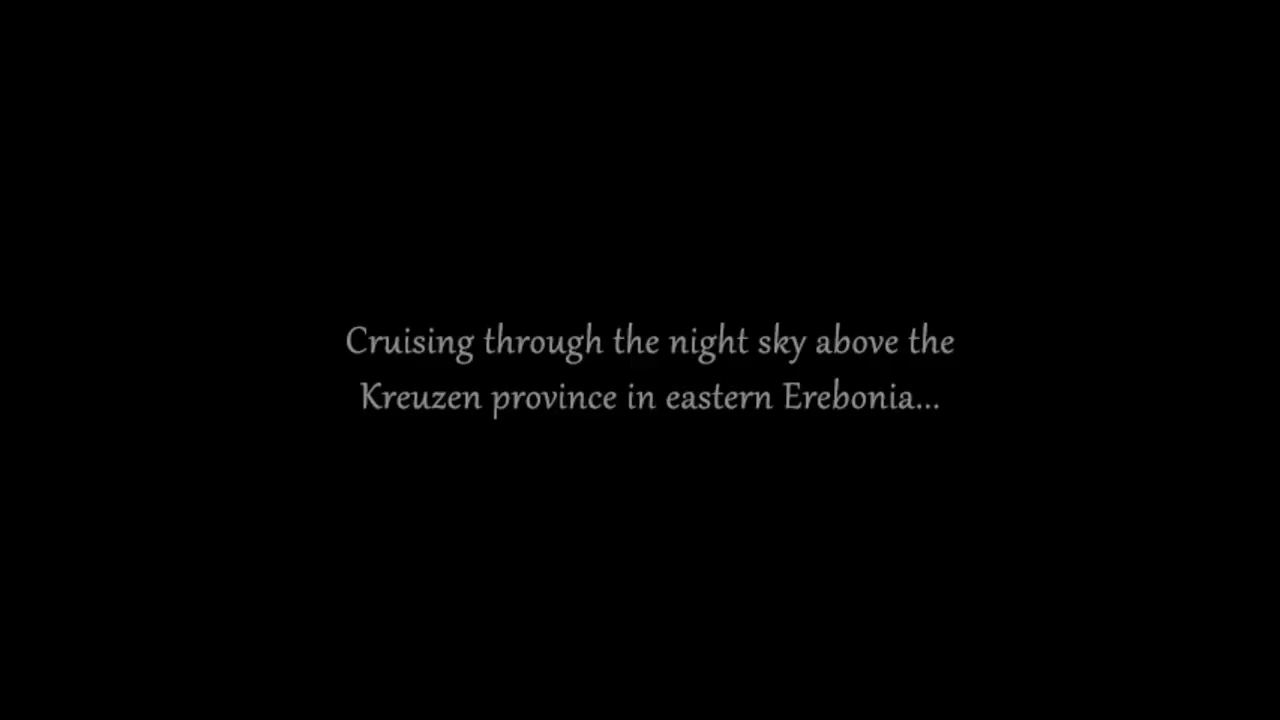 Cruising through the night sky above the
Kreuzen province in eastern Erebonia...